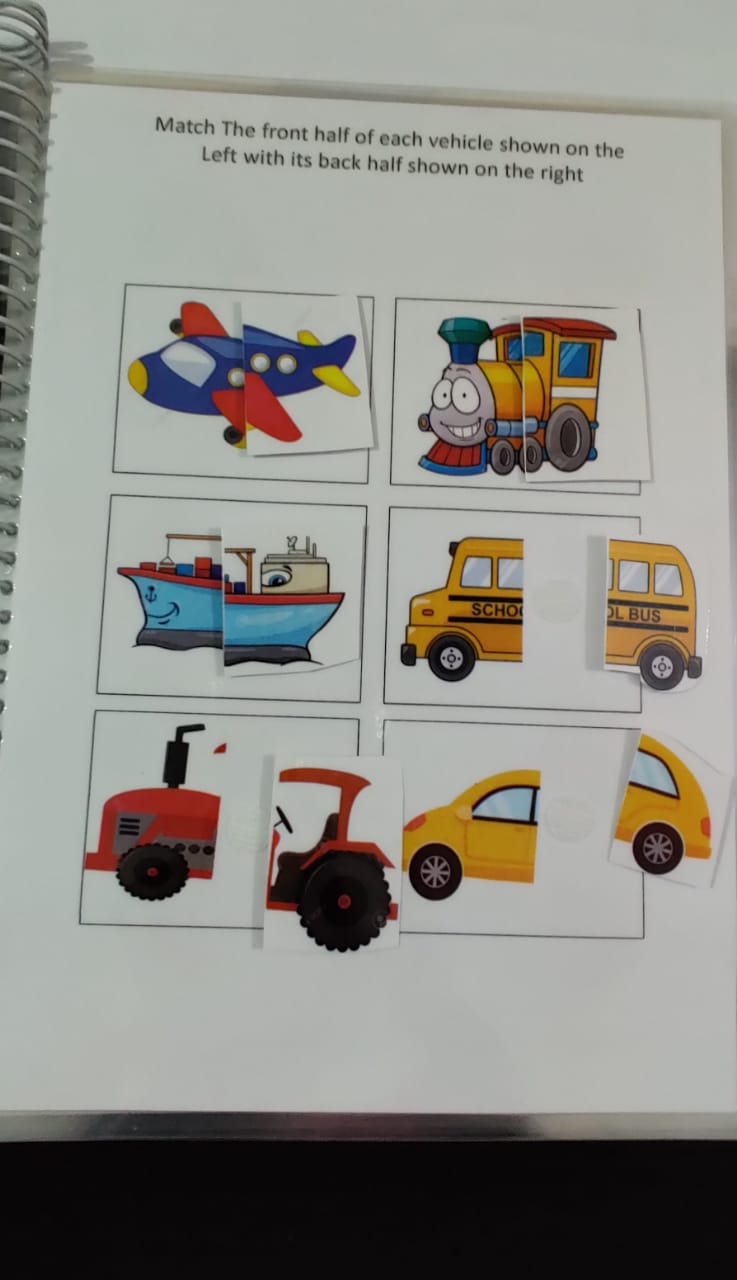 Match The front half of each vehicle shown on the
Left with its back half shown on the right
SCHOO
OL BUS